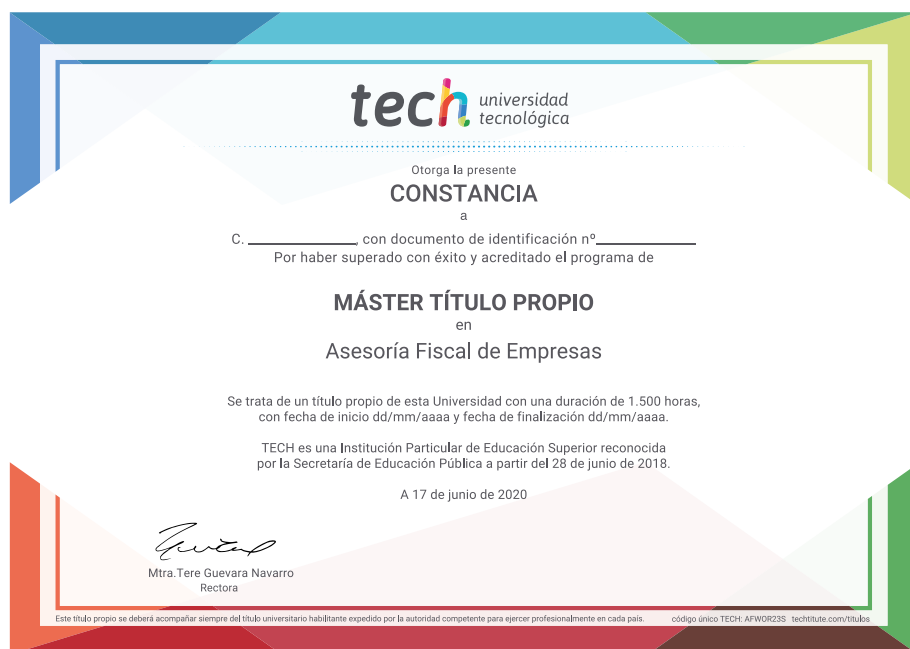 tech universidad
tecnológica
Otorga la presente
CONSTANCIA
a
C. ____________, con documento de identificación nº____________
Por haber superado con éxito y acreditado el programa de
MÁSTER TÍTULO PROPIO
en
Asesoría Fiscal de Empresas
Se trata de un título propio de esta Universidad con una duración de 1.500 horas,
con fecha de inicio dd/mm/aaaa y fecha de finalización dd/mm/aaaa.
TECH es una Institución Particular de Educación Superior reconocida
por la Secretaría de Educación Pública a partir del 28 de junio de 2018.
A 17 de junio de 2020
Mtra.Tere Guevara Navarro
Rectora
Este título propio se deberá acompañar siempre del título universitario habilitante expedido por la autoridad competente para ejercer profesionalmente en cada país. código único TECH: AFWOR23S techtitute.com/titulos